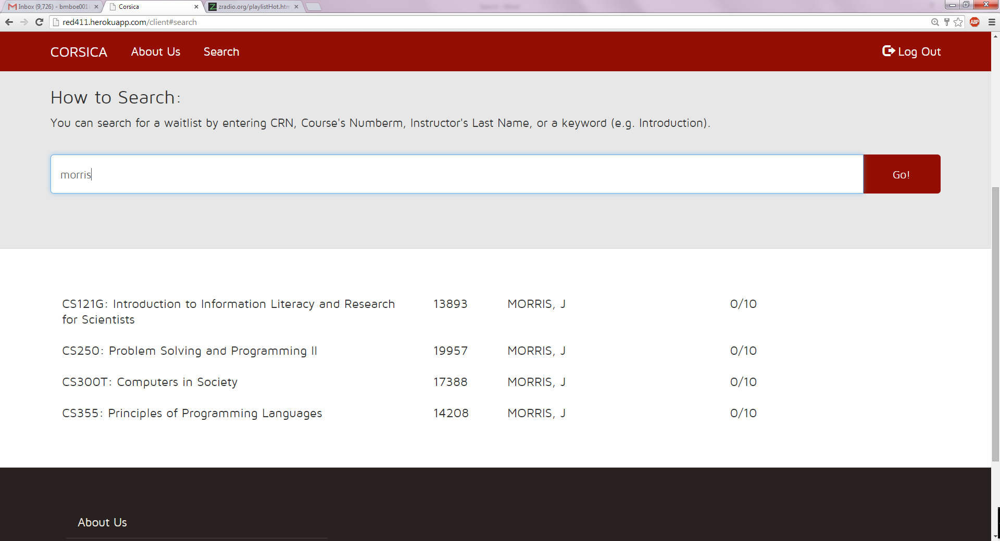 Inbox (9,726) - bmboe001
Corsica
zradio.org/playlistHot.htm
red411.herokuapp.com/client#search
ABP
CORSICA About Us Search Log Out
How to Search:
You can search for a waitlist by entering CRN, Course's Numberm, Instructor's Last Name, or a keyword (e.g. Introduction).
morris
Go!
CS121G: Introduction to Information Literacy and Research 13893 MORRIS, J 0/10
for Scientists
CS250: Problem Solving and Programming II 19957 MORRIS, J 0/10
CS300T: Computers in Society 17388 MORRIS, J 0/10
CS355: Principles of Programming Languages 14208 MORRIS, J 0/10
About Us